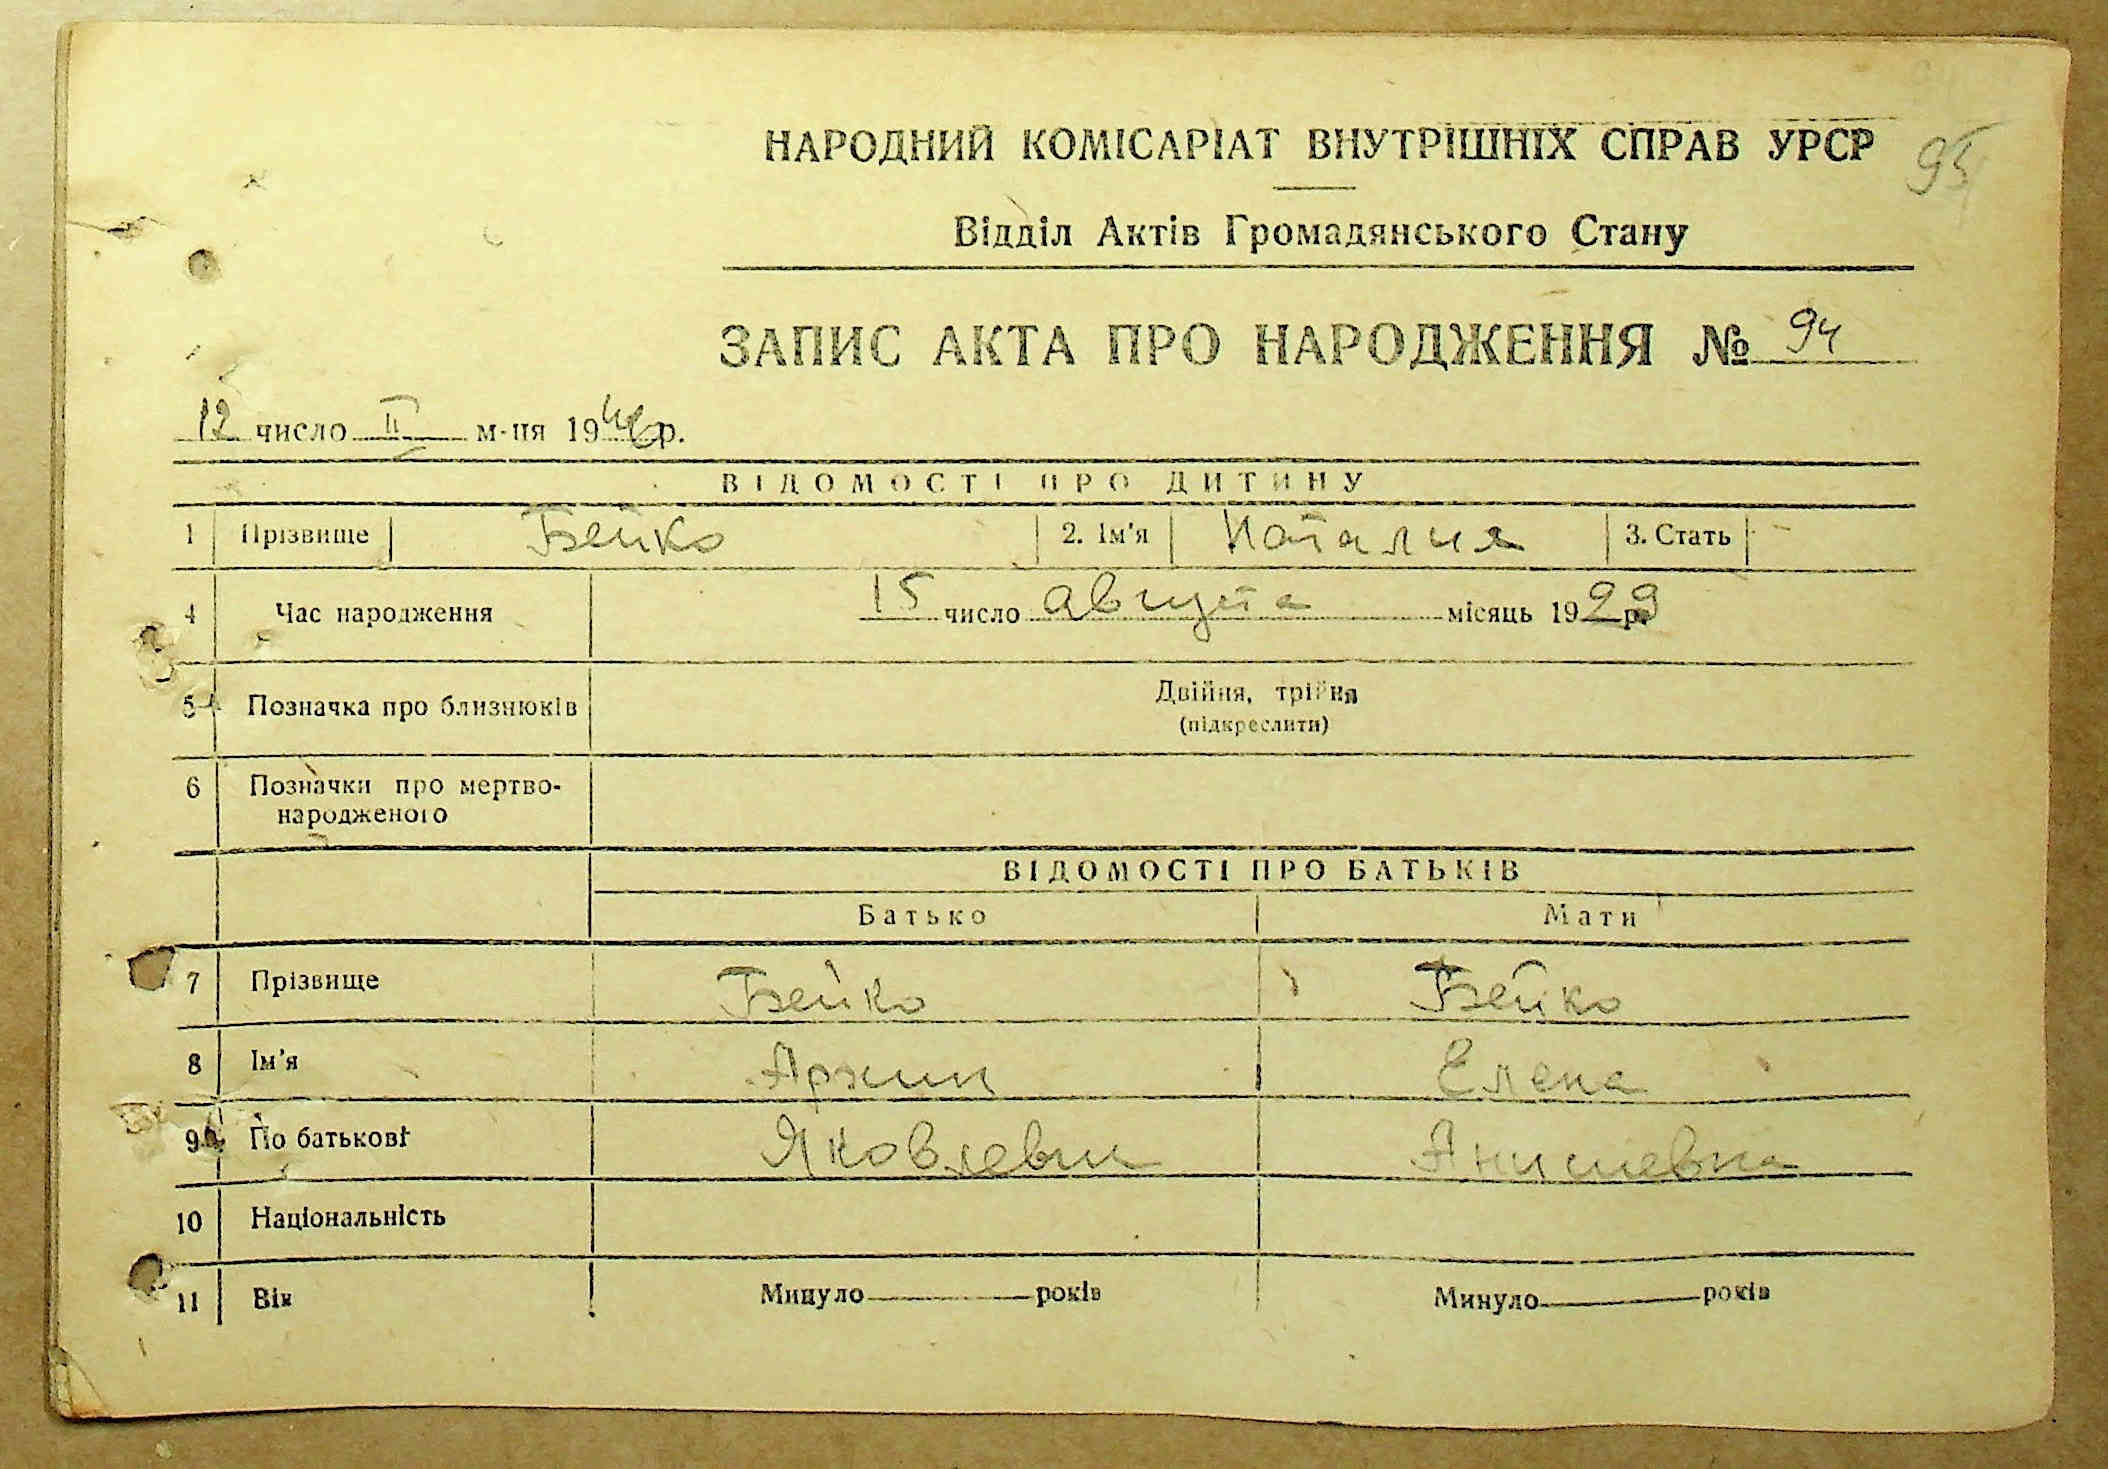 НАРОДНИЙ КОМІСАРІАТ ВНУТРІШНІХ СПРАВ УРСР
95
Відділ Актів Громадянського Стану
ЗАПИС АКТА ПРО НАРОДЖЕННЯ № 94
12 число II м-ця 1944 р.
ВІДОМОСТІ ПРО ДИТИНУ
1 Прізвище Бейко 2. Ім'я Наталия 3. Стать -
4 Час народження 15 число августа місяць 1929 р.
5 Позначка про близнюків Двійня, трійня
(підкреслити)
6 Позначки про мертво-
народженого
ВІДОМОСТІ ПРО БАТЬКІВ
Батько Мати
7 Прізвище Бейко Бейко
8 Ім'я Архип Елена
9 По батькові Яковлевич
10 Національність
11 Вік Минуло років Минуло років